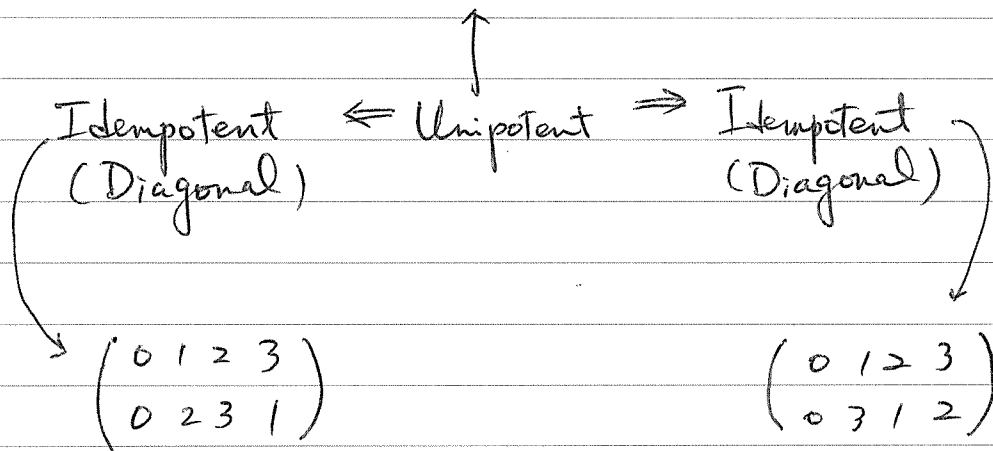 Idempotent ⇐ Unipotent ⇒ Idempotent
(Diagonal) (Diagonal)
( 0 1 2 3 ) ( 0 1 2 3 )
( 0 2 3 1 ) ( 0 3 1 2 )